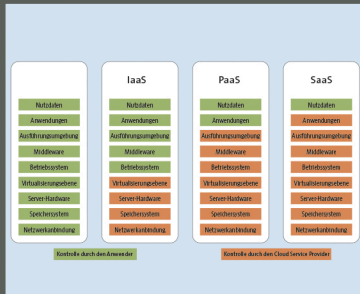 IaaS
PaaS
SaaS
Nutzdaten
Anwendungen
Ausführungsumgebung
Middleware
Betriebssystem
Virtualisierungsebene
Server-Hardware
Speichersystem
Netzwerkanbindung
Nutzdaten
Anwendungen
Ausführungsumgebung
Middleware
Betriebssystem
Virtualisierungsebene
Server-Hardware
Speichersystem
Netzwerkanbindung
Nutzdaten
Anwendungen
Ausführungsumgebung
Middleware
Betriebssystem
Virtualisierungsebene
Server-Hardware
Speichersystem
Netzwerkanbindung
Nutzdaten
Anwendungen
Ausführungsumgebung
Middleware
Betriebssystem
Virtualisierungsebene
Server-Hardware
Speichersystem
Netzwerkanbindung
Kontrolle durch den Anwender
Kontrolle durch den Cloud Service Provider